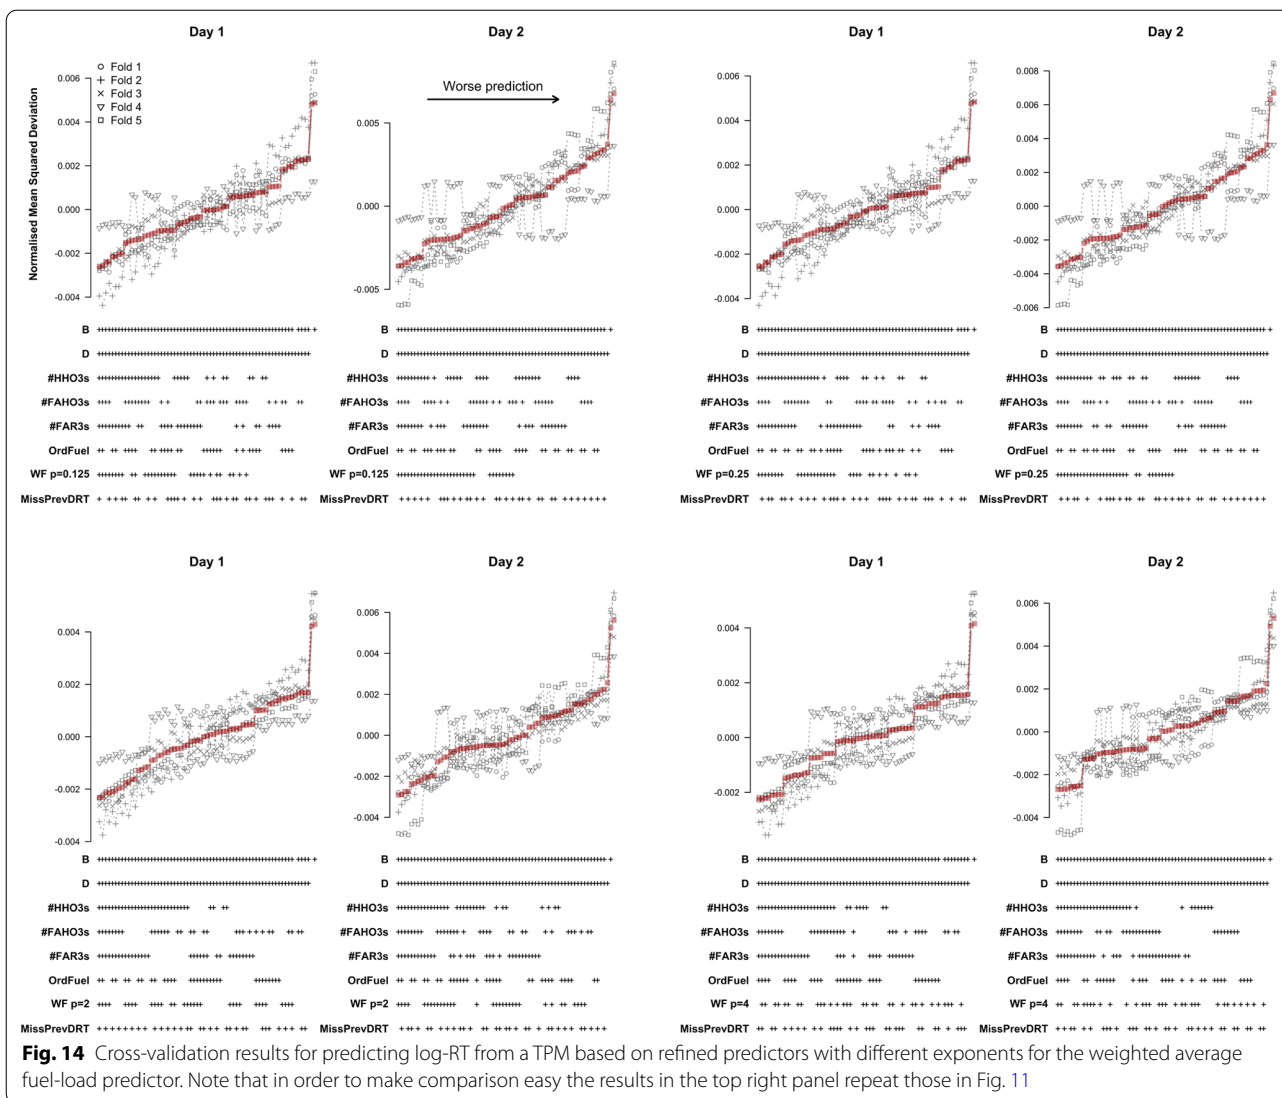 Day 1
Day 2
Day 1
Day 2
Normalised Mean Squared Deviation
0.006
0.004
0.002
0.000
-0.002
-0.004
Fold 1
Fold 2
Fold 3
Fold 4
Fold 5
0.005
0.000
-0.005
Worse prediction
0.006
0.004
0.002
0.000
-0.002
-0.004
0.008
0.006
0.004
0.002
0.000
-0.002
-0.004
-0.006
B
D
#HHO3s
#FAHO3s
#FAR3s
OrdFuel
WF p=0.125
MissPrevDRT
B
D
#HHO3s
#FAHO3s
#FAR3s
OrdFuel
WF p=0.125
MissPrevDRT
B
D
#HHO3s
#FAHO3s
#FAR3s
OrdFuel
WF p=0.25
MissPrevDRT
B
D
#HHO3s
#FAHO3s
#FAR3s
OrdFuel
WF p=0.25
MissPrevDRT
Day 1
Day 2
Day 1
Day 2
0.004
0.002
0.000
-0.002
-0.004
0.006
0.004
0.002
0.000
-0.002
-0.004
0.004
0.002
0.000
-0.002
0.006
0.004
0.002
0.000
-0.002
-0.004
B
D
#HHO3s
#FAHO3s
#FAR3s
OrdFuel
WF p=2
MissPrevDRT
B
D
#HHO3s
#FAHO3s
#FAR3s
OrdFuel
WF p=2
MissPrevDRT
B
D
#HHO3s
#FAHO3s
#FAR3s
OrdFuel
WF p=4
MissPrevDRT
B
D
#HHO3s
#FAHO3s
#FAR3s
OrdFuel
WF p=4
MissPrevDRT
Fig. 14 Cross-validation results for predicting log-RT from a TPM based on refined predictors with different exponents for the weighted average
fuel-load predictor. Note that in order to make comparison easy the results in the top right panel repeat those in Fig. 11